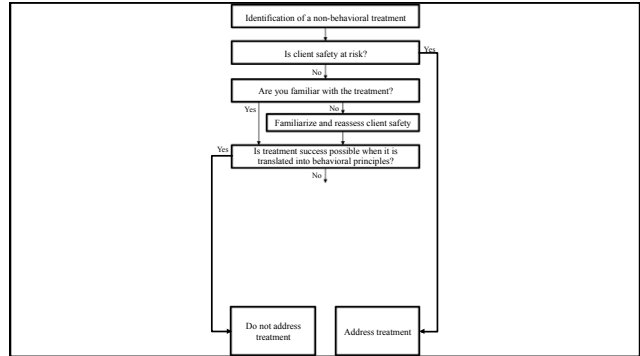 Identification of a non-behavioral treatment
Is client safety at risk?
Yes
No
Are you familiar with the treatment?
Yes
No
Familiarize and reassess client safety
Yes
Is treatment success possible when it is
translated into behavioral principles?
No
Do not address
treatment
Address treatment